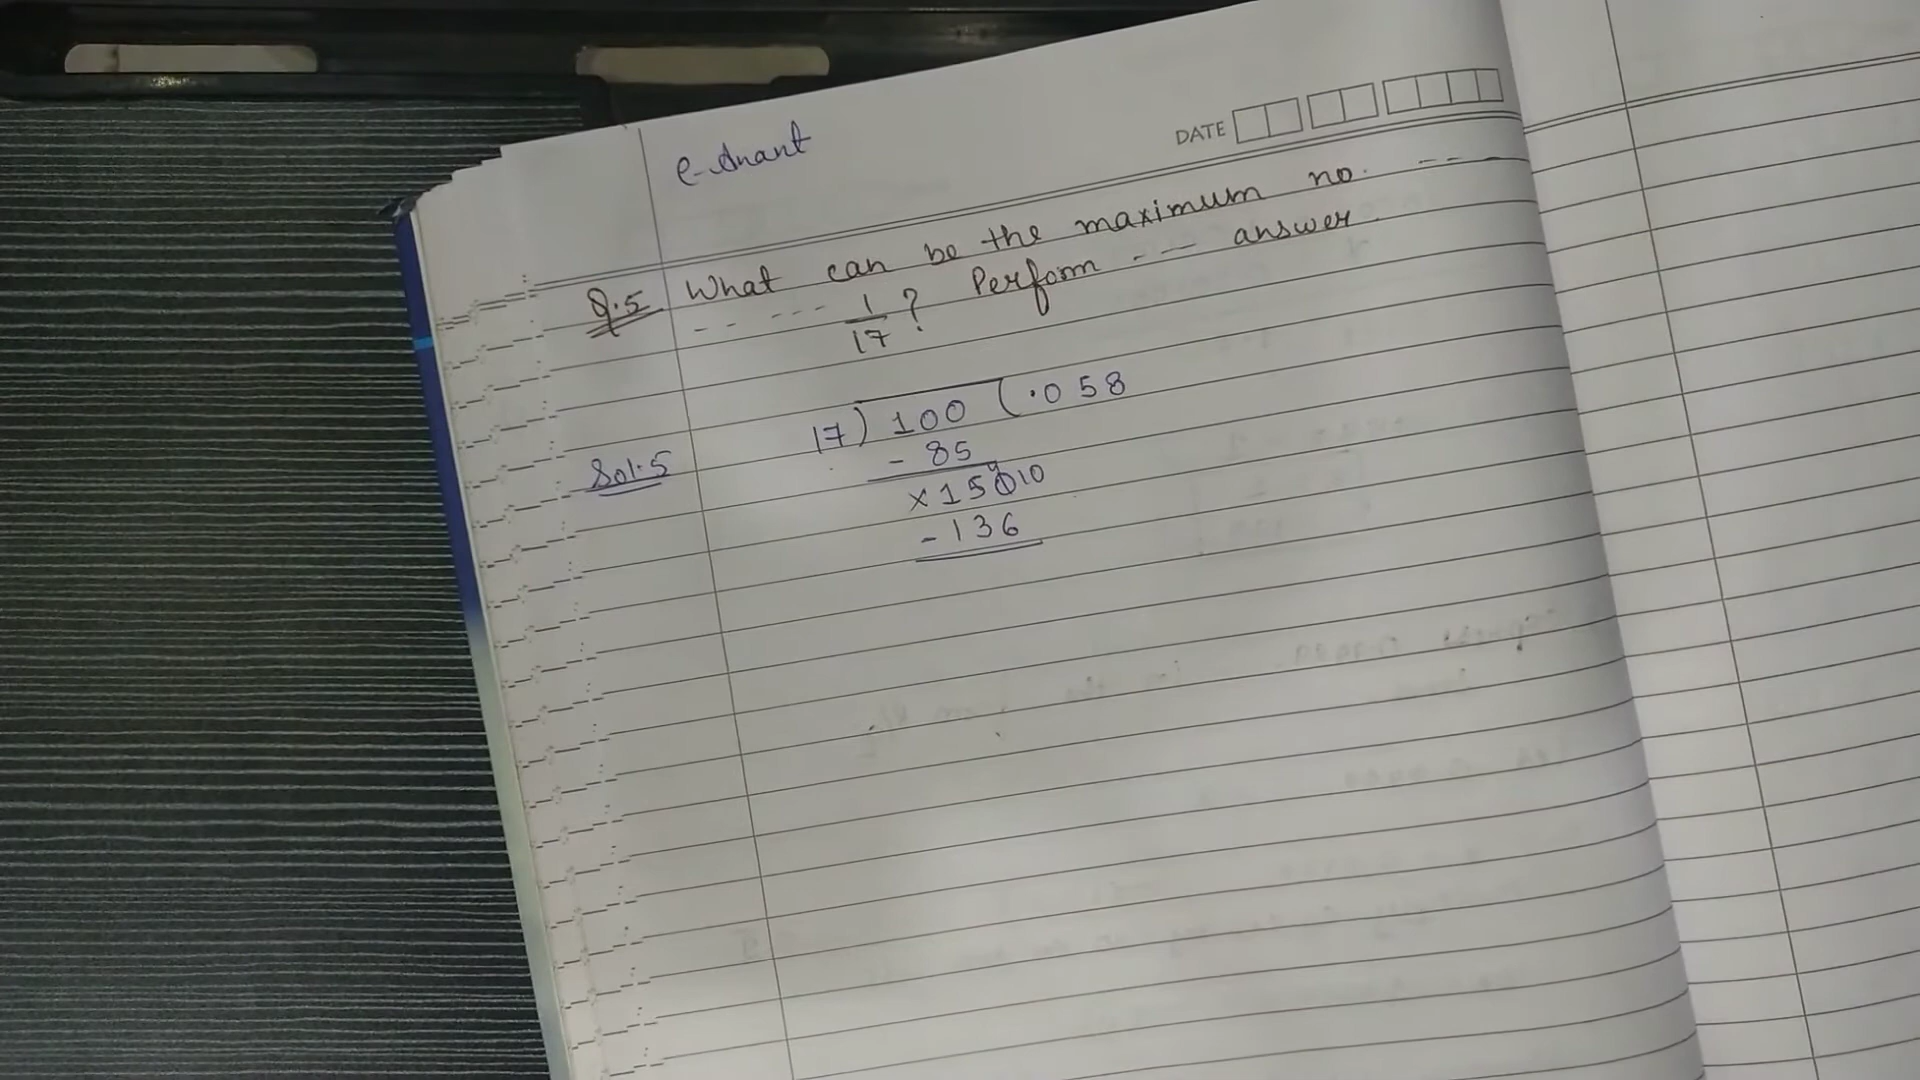 e-Anant
DATE
Q.5 What can be the maximum no. ---
-- --- 1/17 ? Perform --- answer.
Sol.5
17) 100 (.058
- 85
×150 10
- 136